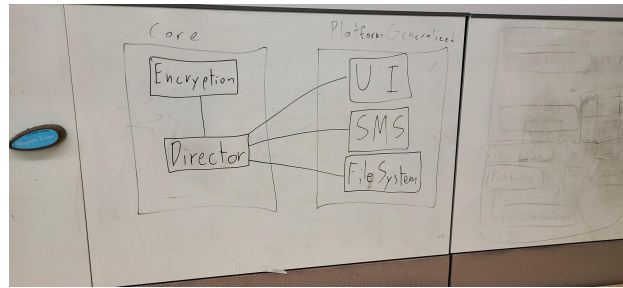 Core
Platform Generalized
Encryption
Director
UI
SMS
File System